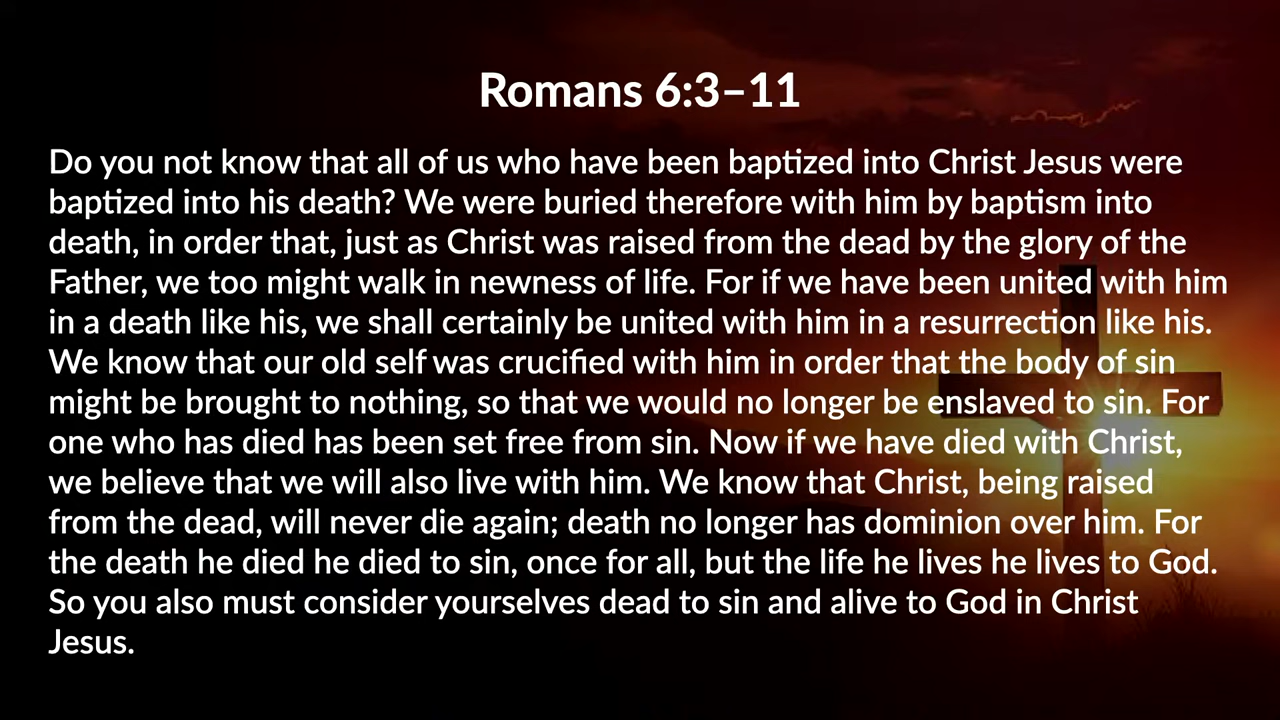 Romans 6:3–11
Do you not know that all of us who have been baptized into Christ Jesus were
baptized into his death? We were buried therefore with him by baptism into
death, in order that, just as Christ was raised from the dead by the glory of the
Father, we too might walk in newness of life. For if we have been united with him
in a death like his, we shall certainly be united with him in a resurrection like his.
We know that our old self was crucified with him in order that the body of sin
might be brought to nothing, so that we would no longer be enslaved to sin. For
one who has died has been set free from sin. Now if we have died with Christ,
we believe that we will also live with him. We know that Christ, being raised
from the dead, will never die again; death no longer has dominion over him. For
the death he died he died to sin, once for all, but the life he lives he lives to God.
So you also must consider yourselves dead to sin and alive to God in Christ
Jesus.